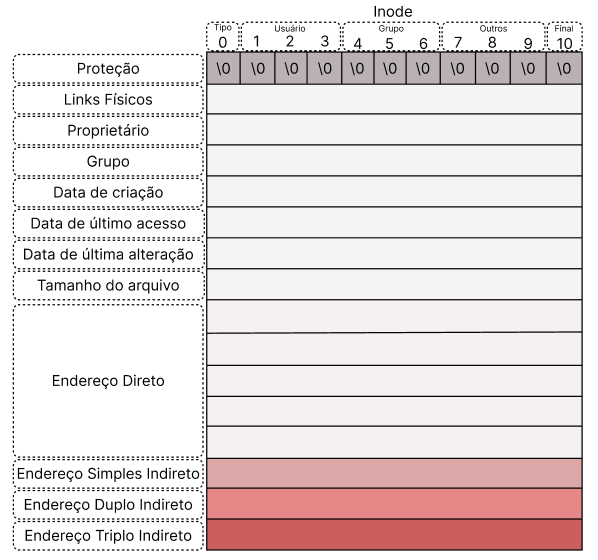 Inode
Tipo Usuário Grupo Outros Final
0 1 2 3 4 5 6 7 8 9 10
Proteção \0 \0 \0 \0 \0 \0 \0 \0 \0 \0 \0
Links Físicos
Proprietário
Grupo
Data de criação
Data de último acesso
Data de última alteração
Tamanho do arquivo
Endereço Direto
Endereço Simples Indireto
Endereço Duplo Indireto
Endereço Triplo Indireto